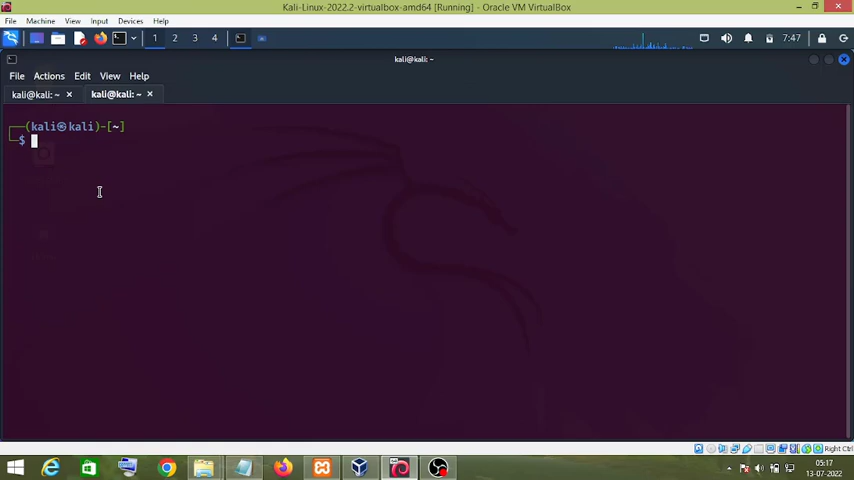 Kali-Linux-2022.2-virtualbox-amd64 [Running] - Oracle VM VirtualBox
File Machine View Input Devices Help
1 2 3 4 7:47
kali@kali: ~
File Actions Edit View Help
kali@kali: ~ × kali@kali: ~ ×
(kali㉿kali)-[~]
$
Right Ctrl
05:17
13-07-2022